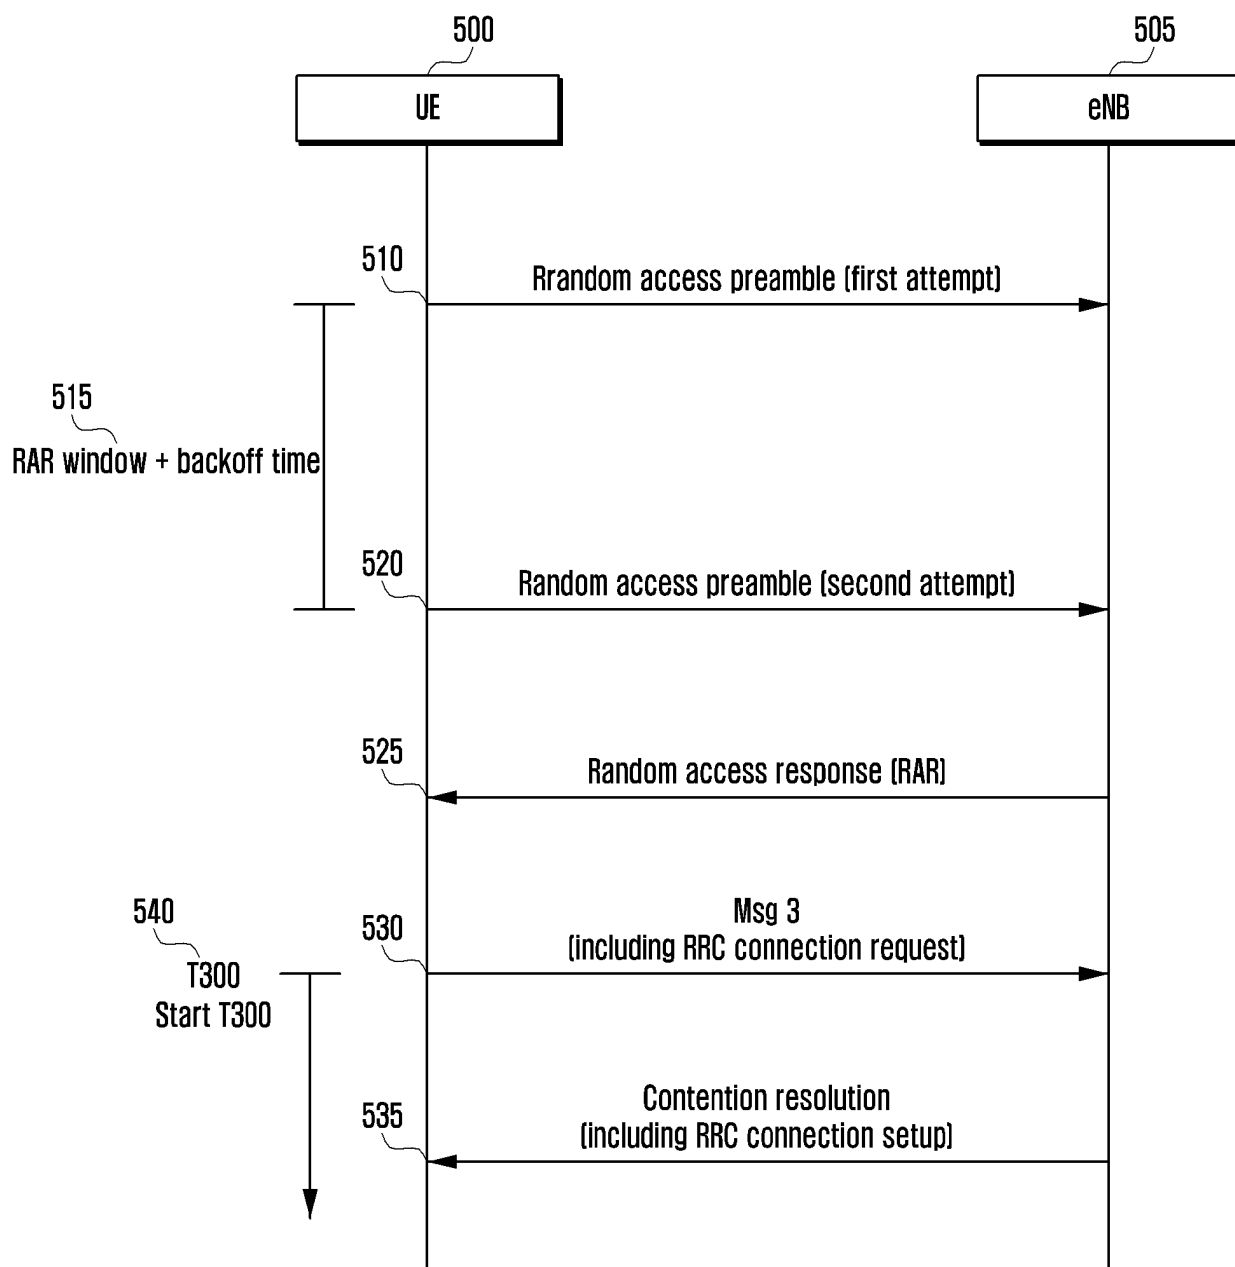 500
505
UE
eNB
510
Rrandom access preamble (first attempt)
515
RAR window + backoff time
520
Random access preamble (second attempt)
525
Random access response (RAR)
540
530
Msg 3
(including RRC connection request)
T300
Start T300
535
Contention resolution
(including RRC connection setup)